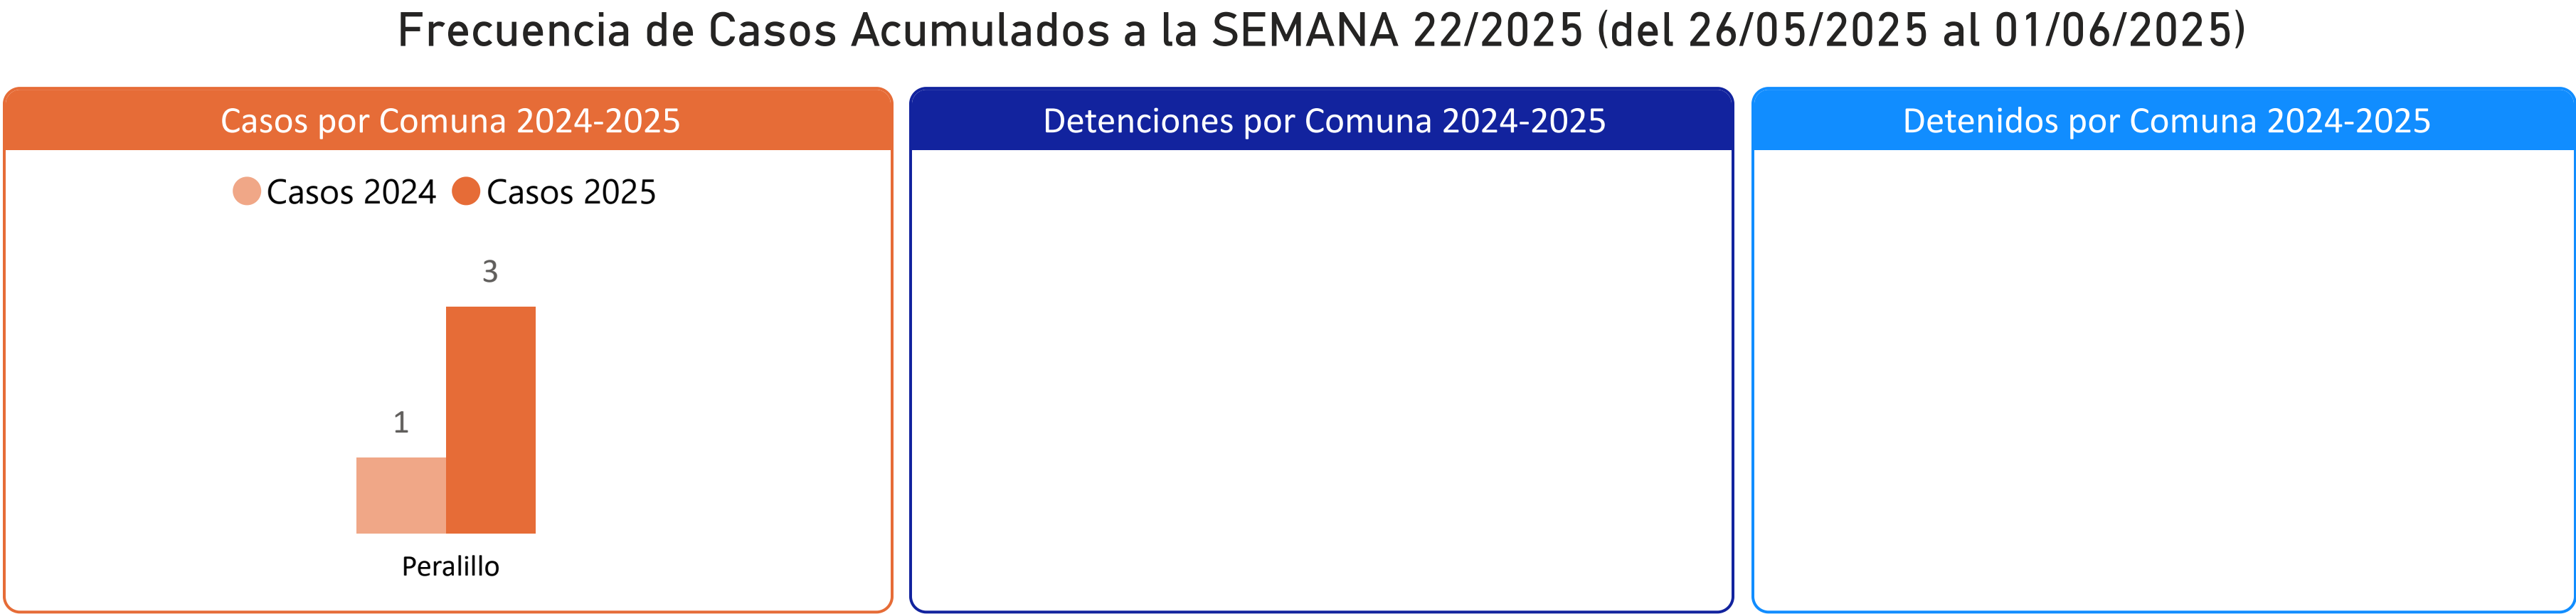 Frecuencia de Casos Acumulados a la SEMANA 22/2025 (del 26/05/2025 al 01/06/2025)
Casos por Comuna 2024-2025
Casos 2024 Casos 2025
3
1
Peralillo
Detenciones por Comuna 2024-2025
Detenidos por Comuna 2024-2025